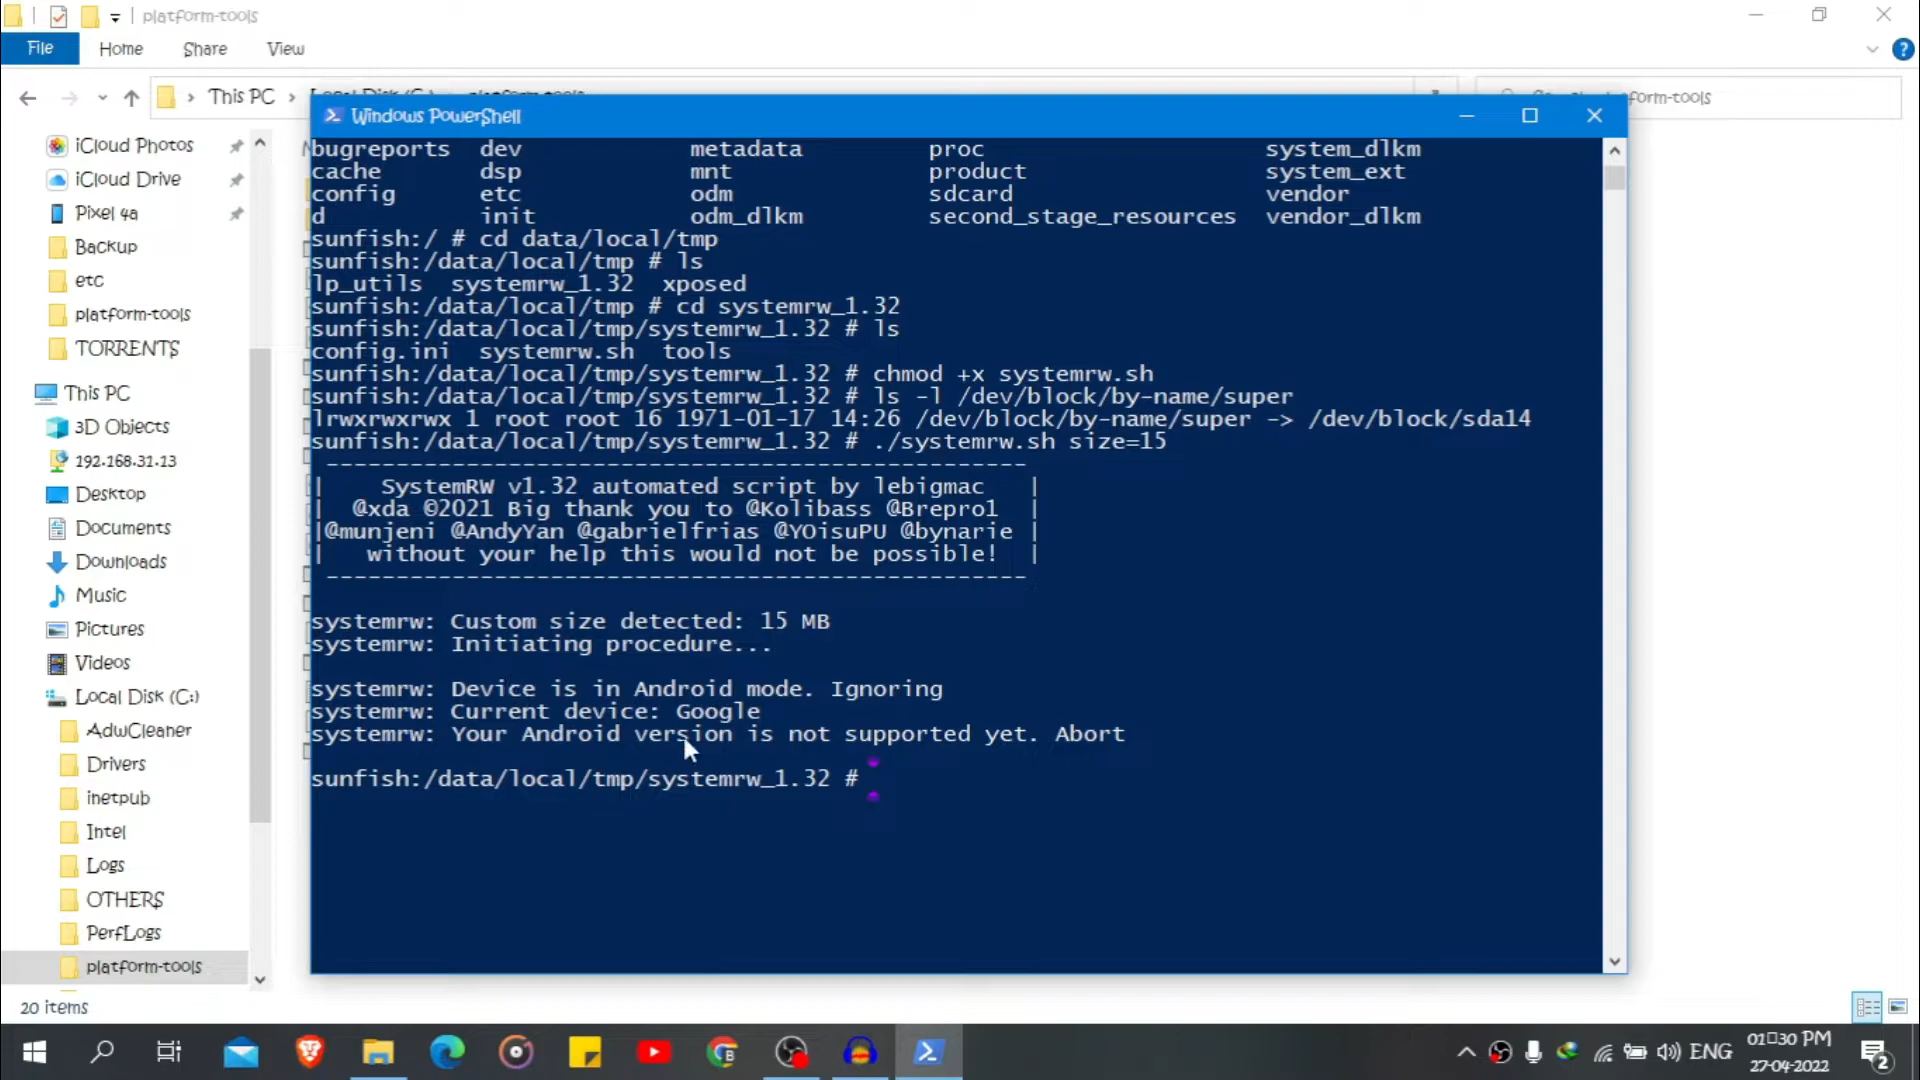 platform-tools
File Home Share View
This PC
Windows PowerShell
bugreports dev metadata proc system_dlkm
cache dsp mnt product system_ext
config etc odm sdcard vendor
d init odm_dlkm second_stage_resources vendor_dlkm
sunfish:/ # cd data/local/tmp
sunfish:/data/local/tmp # ls
lp_utils systemrw_1.32 xposed
sunfish:/data/local/tmp # cd systemrw_1.32
sunfish:/data/local/tmp/systemrw_1.32 # ls
config.ini systemrw.sh tools
sunfish:/data/local/tmp/systemrw_1.32 # chmod +x systemrw.sh
sunfish:/data/local/tmp/systemrw_1.32 # ls -l /dev/block/by-name/super
lrwxrwxrwx 1 root root 16 1971-01-17 14:26 /dev/block/by-name/super -> /dev/block/sda14
sunfish:/data/local/tmp/systemrw_1.32 # ./systemrw.sh size=15
--------------------------------------------------
| SystemRW v1.32 automated script by lebigmac |
| @xda ©2021 Big thank you to @Kolibass @Brepro1
|@munjeni @AndyYan @gabrielfrias @YOisuPU @bynarie |
| without your help this would not be possible! |
--------------------------------------------------
systemrw: Custom size detected: 15 MB
systemrw: Initiating procedure...
systemrw: Device is in Android mode. Ignoring
systemrw: Current device: Google
systemrw: Your Android version is not supported yet. Abort
sunfish:/data/local/tmp/systemrw_1.32 #
iCloud Photos
iCloud Drive
Pixel 4a
Backup
etc
platform-tools
TORRENTS
This PC
3D Objects
192.168.31.13
Desktop
Documents
Downloads
Music
Pictures
Videos
Local Disk (C:)
AdwCleaner
Drivers
inetpub
Intel
Logs
OTHERS
PerfLogs
platform-tools
20 items
ENG
01□30 PM
27-04-2022
2